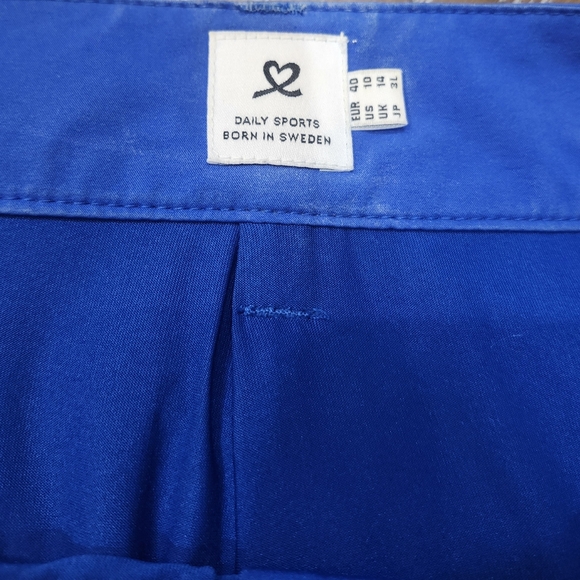 DAILY SPORTS
BORN IN SWEDEN
EUR 40
US 10
UK 14
JP 3L